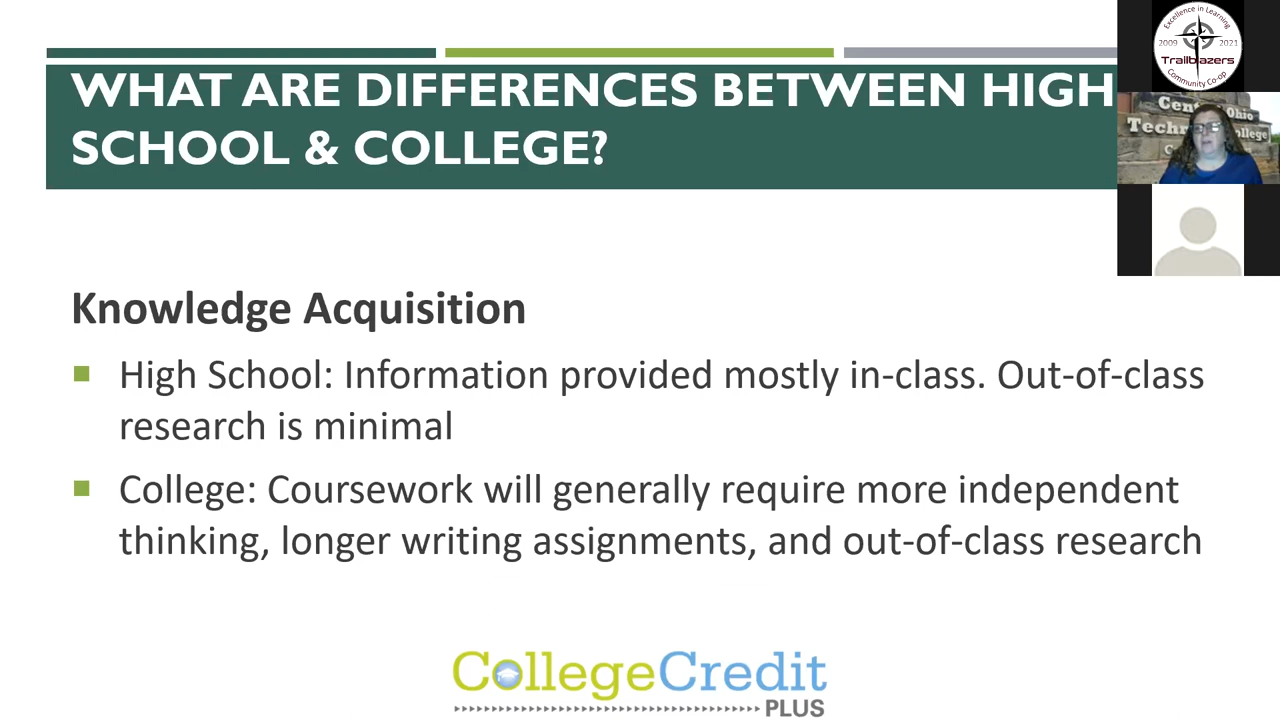 WHAT ARE DIFFERENCES BETWEEN HIGH
SCHOOL & COLLEGE?
Excellence in Learning
2009 2021
Trailblazers
Community Co-op
Central Ohio
Technical College
Knowledge Acquisition
High School: Information provided mostly in-class. Out-of-class
research is minimal
College: Coursework will generally require more independent
thinking, longer writing assignments, and out-of-class research
CollegeCredit
PLUS